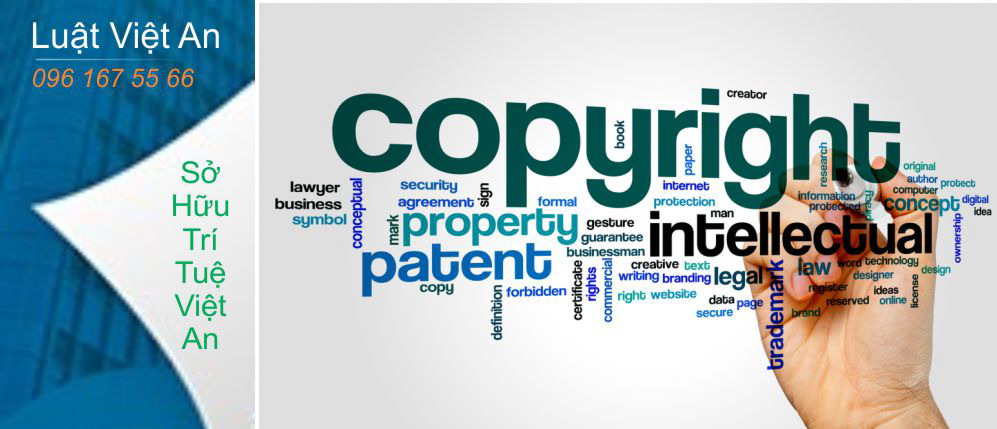 Luật Việt An
096 167 55 66
Sở
Hữu
Trí
Tuệ
Việt
An
copyright
creator
book
paper
research
original
author
protect
computer
digital
idea
lawyer
conceptual
security
sign
internet
information
business
agreement
formal
protection
protected
piracy
concept
symbol
mark
property
gesture
man
intellectual
ownership
guarantee
businessman
patent
certificate
rights
commercial
creative
text
legal
trademark
law
word
technology
design
writing
branding
designer
copy
forbidden
definition
right
website
data
page
secure
register
ideas
reserved
online
license
brand